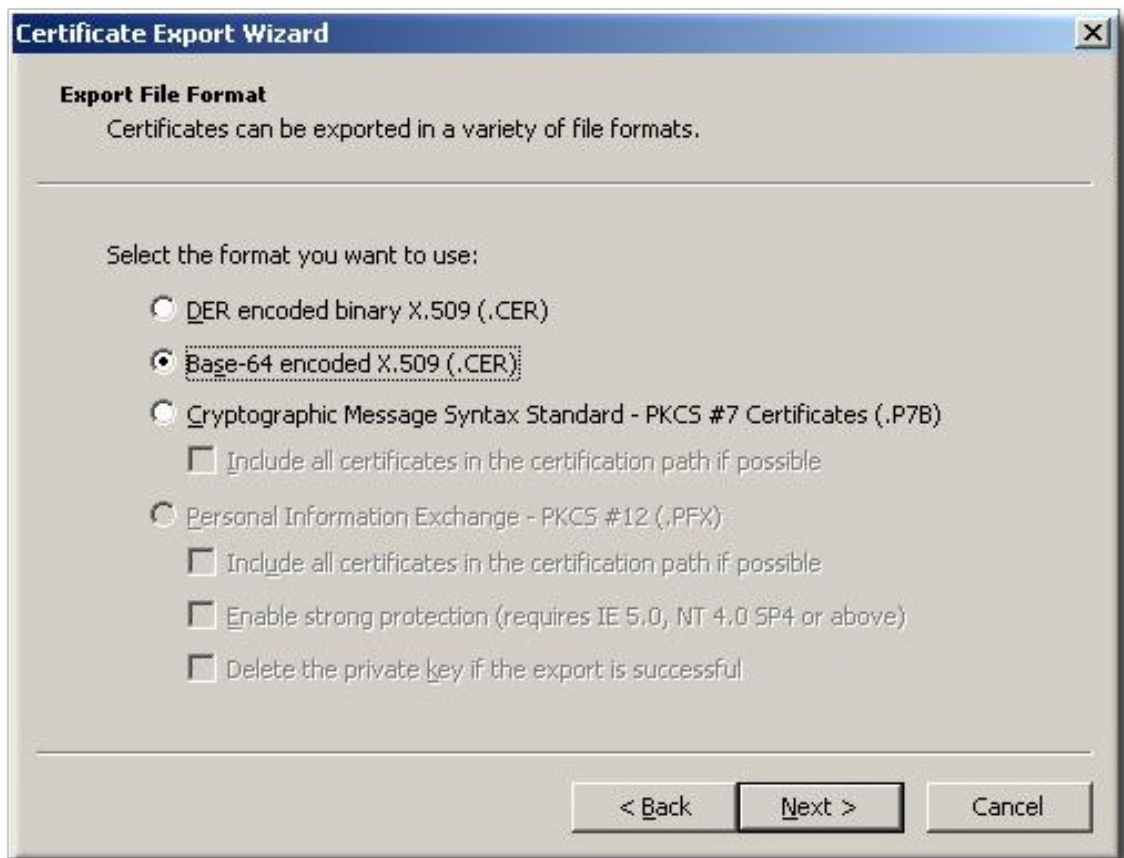 Certificate Export Wizard
Export File Format
Certificates can be exported in a variety of file formats.
Select the format you want to use:
DER encoded binary X.509 (.CER)
Base-64 encoded X.509 (.CER)
Cryptographic Message Syntax Standard - PKCS #7 Certificates (.P7B)
Include all certificates in the certification path if possible
Personal Information Exchange - PKCS #12 (.PFX)
Include all certificates in the certification path if possible
Enable strong protection (requires IE 5.0, NT 4.0 SP4 or above)
Delete the private key if the export is successful
< Back Next > Cancel